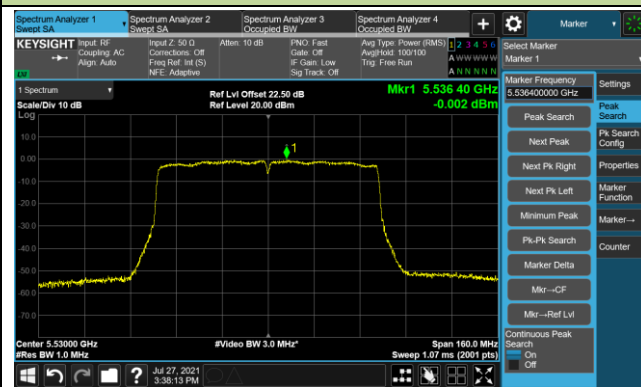 Spectrum Analyzer 1
Swept SA
Spectrum Analyzer 2
Swept SA
Spectrum Analyzer 3
Occupied BW
Spectrum Analyzer 4
Occupied BW
Marker
KEYSIGHT
Input: RF
Coupling: AC
Align: Auto
Input Z: 50 Ω
Corrections: Off
Freq Ref: Int (S)
NFE: Adaptive
Atten: 10 dB
PNO: Fast
Gate: Off
IF Gain: Low
Sig Track: Off
Avg Type: Power (RMS)
Avg|Hold: 100/100
Trig: Free Run
1 2 3 4 5 6
A W W W W W
A N N N N N
LXI
Select Marker
Marker 1
1 Spectrum
Scale/Div 10 dB
Ref Lvl Offset 22.50 dB
Ref Level 20.00 dBm
Mkr1 5.536 40 GHz
-0.002 dBm
Log
10.0
0.00
-10.0
-20.0
-30.0
-40.0
-50.0
-60.0
-70.0
1
Center 5.53000 GHz
#Res BW 1.0 MHz
#Video BW 3.0 MHz*
Span 160.0 MHz
Sweep 1.07 ms (2001 pts)
Marker Frequency
5.536400000 GHz
Peak Search
Next Peak
Next Pk Right
Next Pk Left
Minimum Peak
Pk-Pk Search
Marker Delta
Mkr→CF
Mkr→Ref Lvl
Continuous Peak
Search
On
Off
Settings
Peak
Search
Pk Search
Config
Properties
Marker
Function
Marker→
Counter
Jul 27, 2021
3:38:13 PM